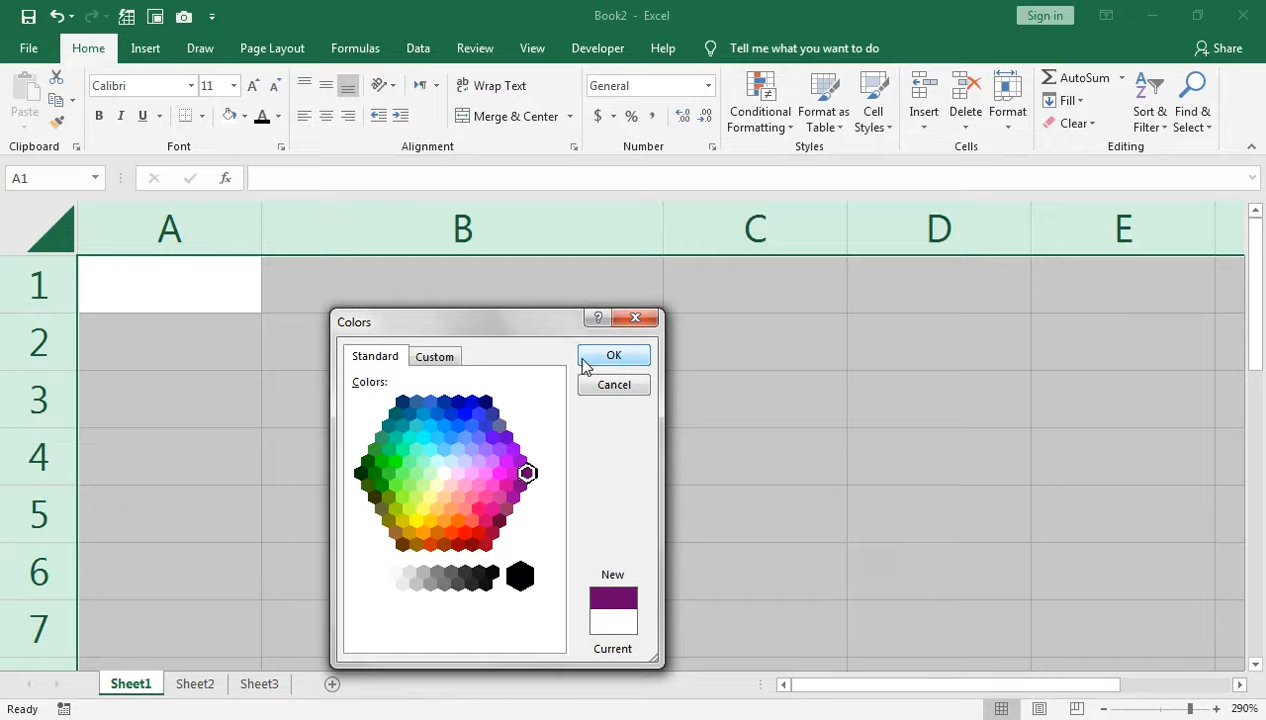 Book2 - Excel
Sign in
File Home Insert Draw Page Layout Formulas Data Review View Developer Help Tell me what you want to do Share
Paste
Clipboard
Calibri 11
A A
B I U A
Font
Wrap Text
Merge & Center
Alignment
General
$ % ,
Number
Conditional Formatting
Format as Table
Cell Styles
Styles
Insert
Delete
Format
Cells
AutoSum
Fill
Clear
Sort & Filter
Find & Select
Editing
A1
fx
A B C D E
1
2
3
4
5
6
7
Colors
?
Standard Custom
Colors:
OK
Cancel
New
Current
Sheet1 Sheet2 Sheet3
Ready
290%